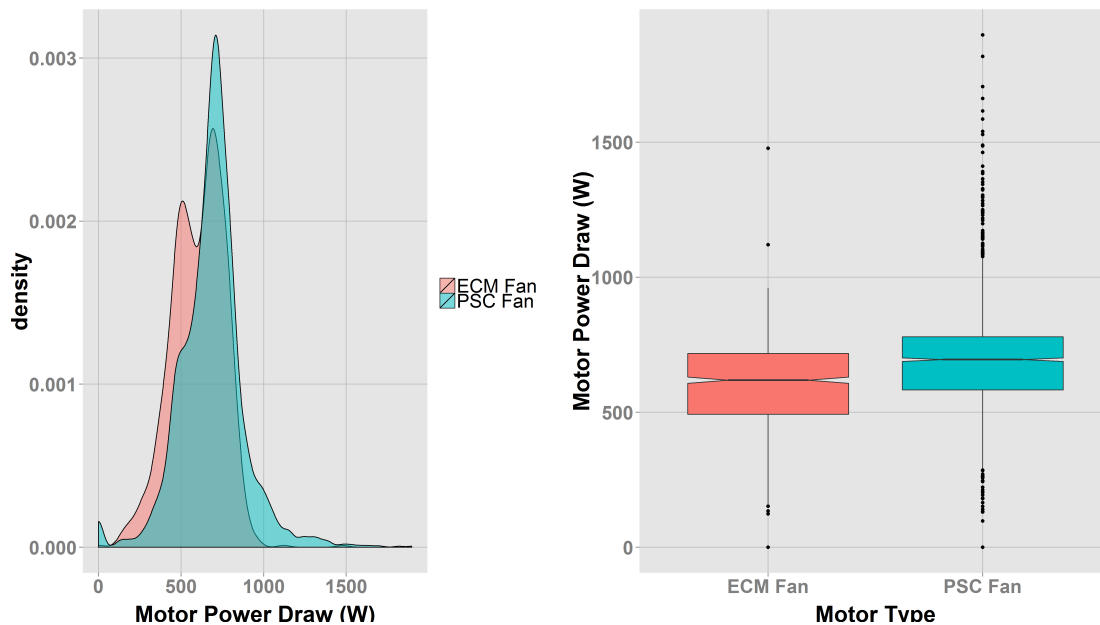 density
0.003
0.002
0.001
0.000
0 500 1000 1500
Motor Power Draw (W)
ECM Fan
PSC Fan
Motor Power Draw (W)
1500
1000
500
0
ECM Fan PSC Fan
Motor Type